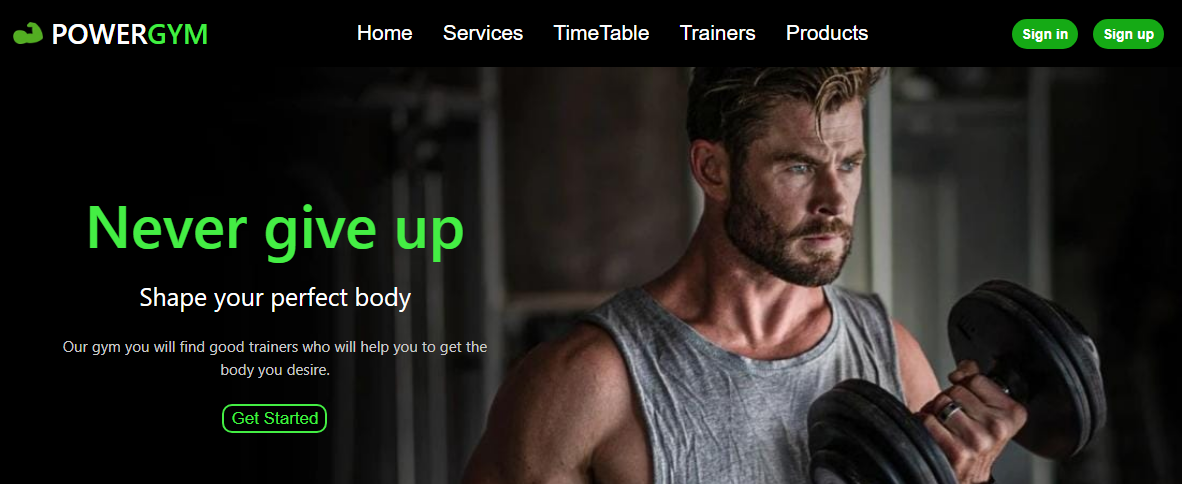 POWERGYM
Home Services TimeTable Trainers Products
Sign in Sign up
Never give up
Shape your perfect body
Our gym you will find good trainers who will help you to get the
body you desire.
Get Started